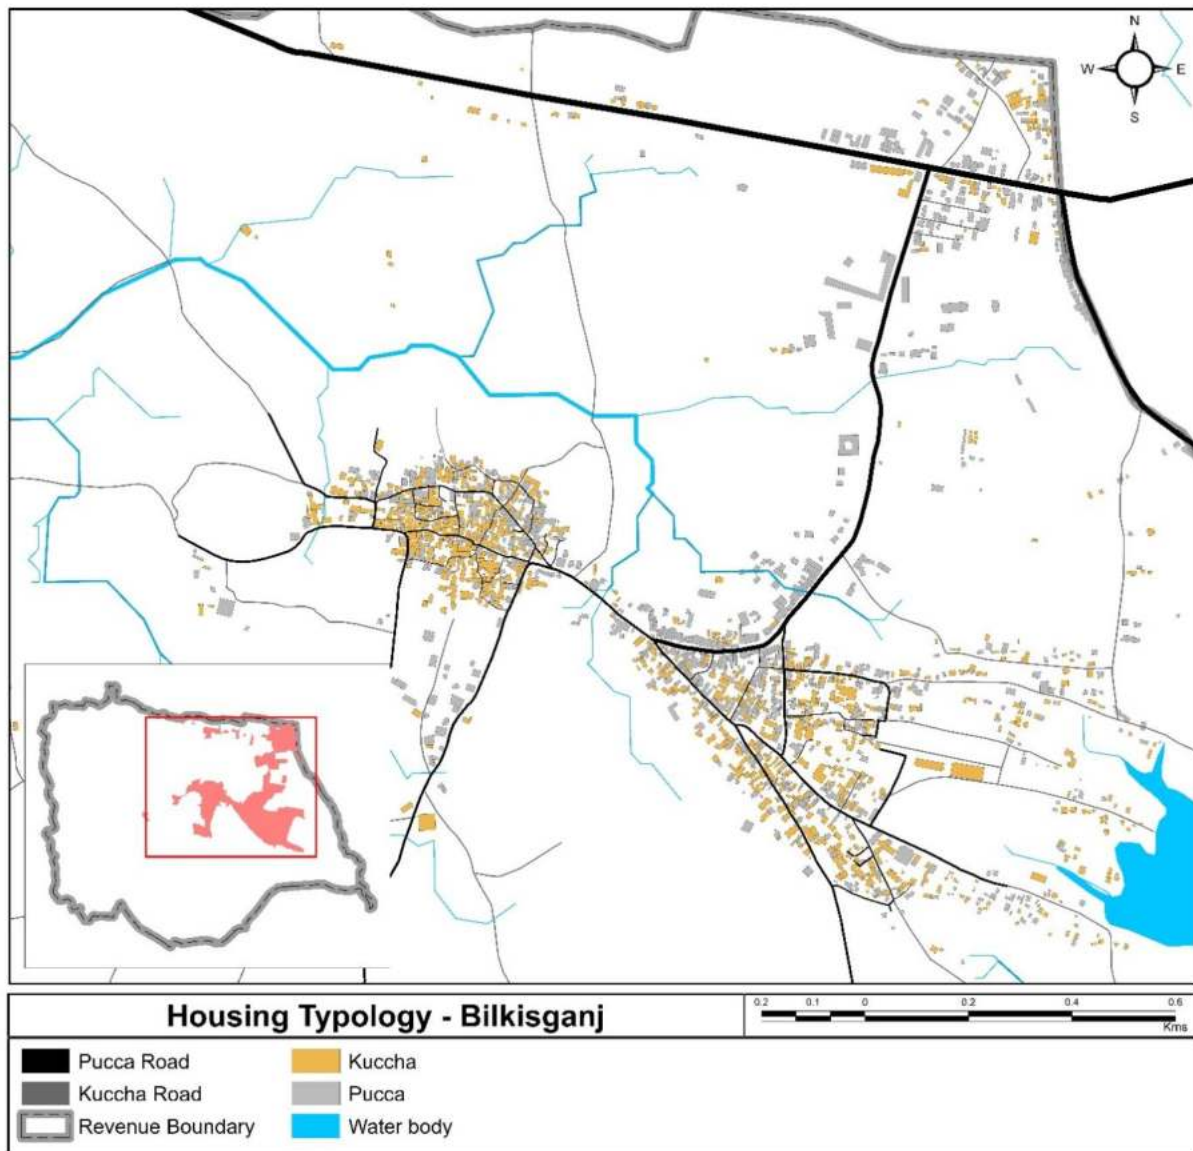 N
W E
S
Housing Typology - Bilkisganj
0.2 0.1 0 0.2 0.4 0.6
Kms
Pucca Road
Kuccha Road
Revenue Boundary
Kuccha
Pucca
Water body